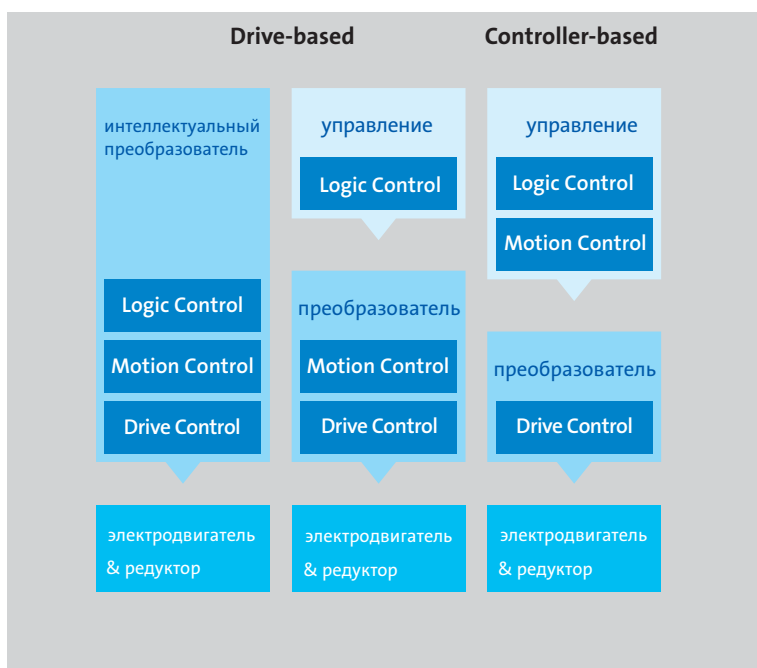 Drive-based
Controller-based
интеллектуальный
преобразователь
Logic Control
Motion Control
Drive Control
электродвигатель
& редуктор
управление
Logic Control
преобразователь
Motion Control
Drive Control
электродвигатель
& редуктор
управление
Logic Control
Motion Control
преобразователь
Drive Control
электродвигатель
& редуктор